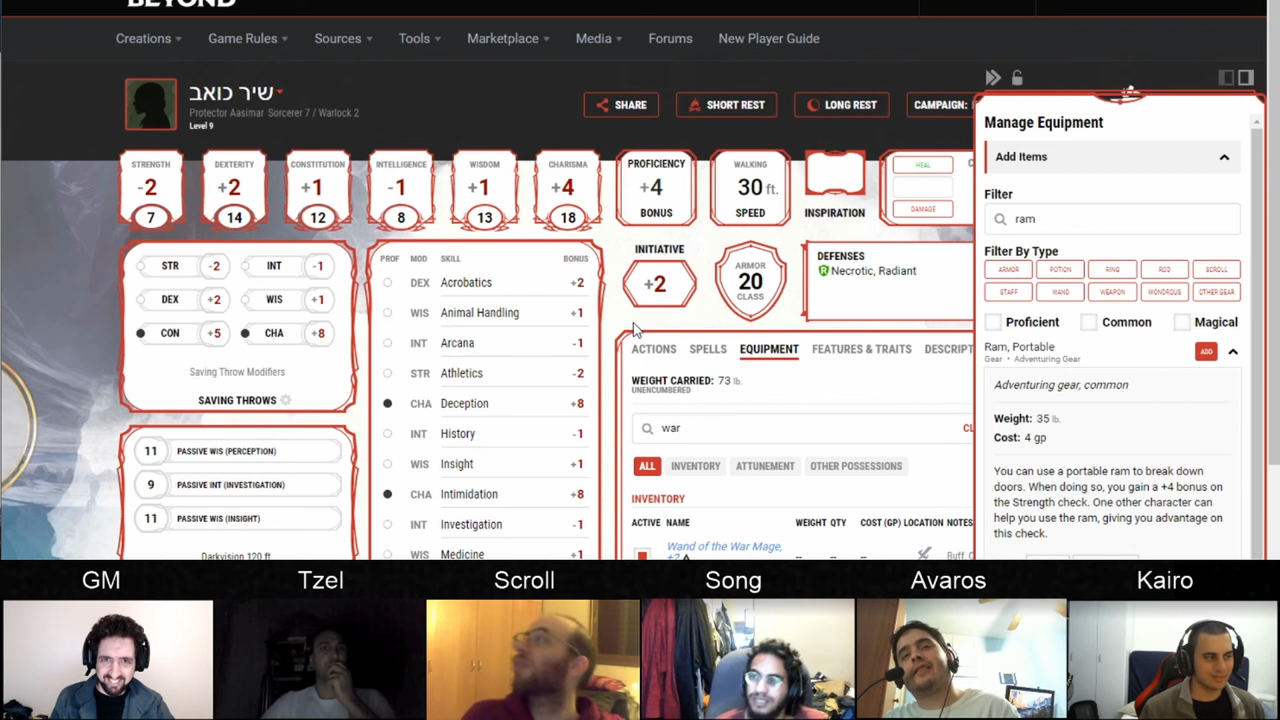 BEYOND
Creations
Game Rules
Sources
Tools
Marketplace
Media
Forums
New Player Guide
שיר כואב
Protector Aasimar Sorcerer 7 / Warlock 2
Level 9
SHARE
SHORT REST
LONG REST
CAMPAIGN:
STRENGTH
-2
7
DEXTERITY
+2
14
CONSTITUTION
+1
12
INTELLIGENCE
-1
8
WISDOM
+1
13
CHARISMA
+4
18
PROFICIENCY
+4
BONUS
WALKING
30 ft.
SPEED
INSPIRATION
HEAL
DAMAGE
STR -2
INT -1
DEX +2
WIS +1
CON +5
CHA +8
Saving Throw Modifiers
SAVING THROWS
11 PASSIVE WIS (PERCEPTION)
9 PASSIVE INT (INVESTIGATION)
11 PASSIVE WIS (INSIGHT)
Darkvision 120 ft
PROF MOD SKILL BONUS
DEX Acrobatics +2
WIS Animal Handling +1
INT Arcana -1
STR Athletics -2
CHA Deception +8
INT History -1
WIS Insight +1
CHA Intimidation +8
INT Investigation -1
WIS Medicine +1
INITIATIVE
+2
ARMOR
20
CLASS
DEFENSES
R Necrotic, Radiant
ACTIONS SPELLS EQUIPMENT FEATURES & TRAITS DESCRIPT
WEIGHT CARRIED: 73 lb.
UNENCUMBERED
war
CL
ALL INVENTORY ATTUNEMENT OTHER POSSESSIONS
INVENTORY
ACTIVE NAME WEIGHT QTY COST (GP) LOCATION NOTES
Wand of the War Mage,
+2
-- -- -- Buff, C
Manage Equipment
Add Items
Filter
ram
Filter By Type
ARMOR POTION RING ROD SCROLL
STAFF WAND WEAPON WONDROUS OTHER GEAR
Proficient Common Magical
Ram, Portable
Gear • Adventuring Gear
ADD
Adventuring gear, common
Weight: 35 lb.
Cost: 4 gp
You can use a portable ram to break down
doors. When doing so, you gain a +4 bonus on
the Strength check. One other character can
help you use the ram, giving you advantage on
this check.
GM
Tzel
Scroll
Song
Avaros
Kairo